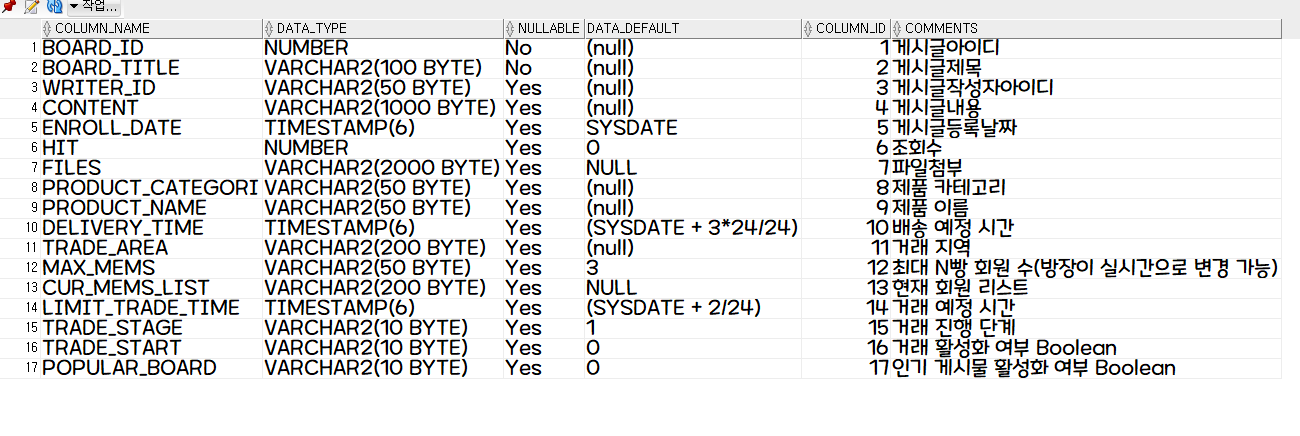 작업...
COLUMN_NAME DATA_TYPE NULLABLE DATA_DEFAULT COLUMN_ID COMMENTS
1 BOARD_ID NUMBER No (null) 1 게시글아이디
2 BOARD_TITLE VARCHAR2(100 BYTE) No (null) 2 게시글제목
3 WRITER_ID VARCHAR2(50 BYTE) Yes (null) 3 게시글작성자아이디
4 CONTENT VARCHAR2(1000 BYTE) Yes (null) 4 게시글내용
5 ENROLL_DATE TIMESTAMP(6) Yes SYSDATE 5 게시글등록날짜
6 HIT NUMBER Yes 0 6 조회수
7 FILES VARCHAR2(2000 BYTE) Yes NULL 7 파일첨부
8 PRODUCT_CATEGORI VARCHAR2(50 BYTE) Yes (null) 8 제품 카테고리
9 PRODUCT_NAME VARCHAR2(50 BYTE) Yes (null) 9 제품 이름
10 DELIVERY_TIME TIMESTAMP(6) Yes (SYSDATE + 3*24/24) 10 배송 예정 시간
11 TRADE_AREA VARCHAR2(200 BYTE) Yes (null) 11 거래 지역
12 MAX_MEMS VARCHAR2(50 BYTE) Yes 3 12 최대 N빵 회원 수(방장이 실시간으로 변경 가능)
13 CUR_MEMS_LIST VARCHAR2(200 BYTE) Yes NULL 13 현재 회원 리스트
14 LIMIT_TRADE_TIME TIMESTAMP(6) Yes (SYSDATE + 2/24) 14 거래 예정 시간
15 TRADE_STAGE VARCHAR2(10 BYTE) Yes 1 15 거래 진행 단계
16 TRADE_START VARCHAR2(10 BYTE) Yes 0 16 거래 활성화 여부 Boolean
17 POPULAR_BOARD VARCHAR2(10 BYTE) Yes 0 17 인기 게시물 활성화 여부 Boolean